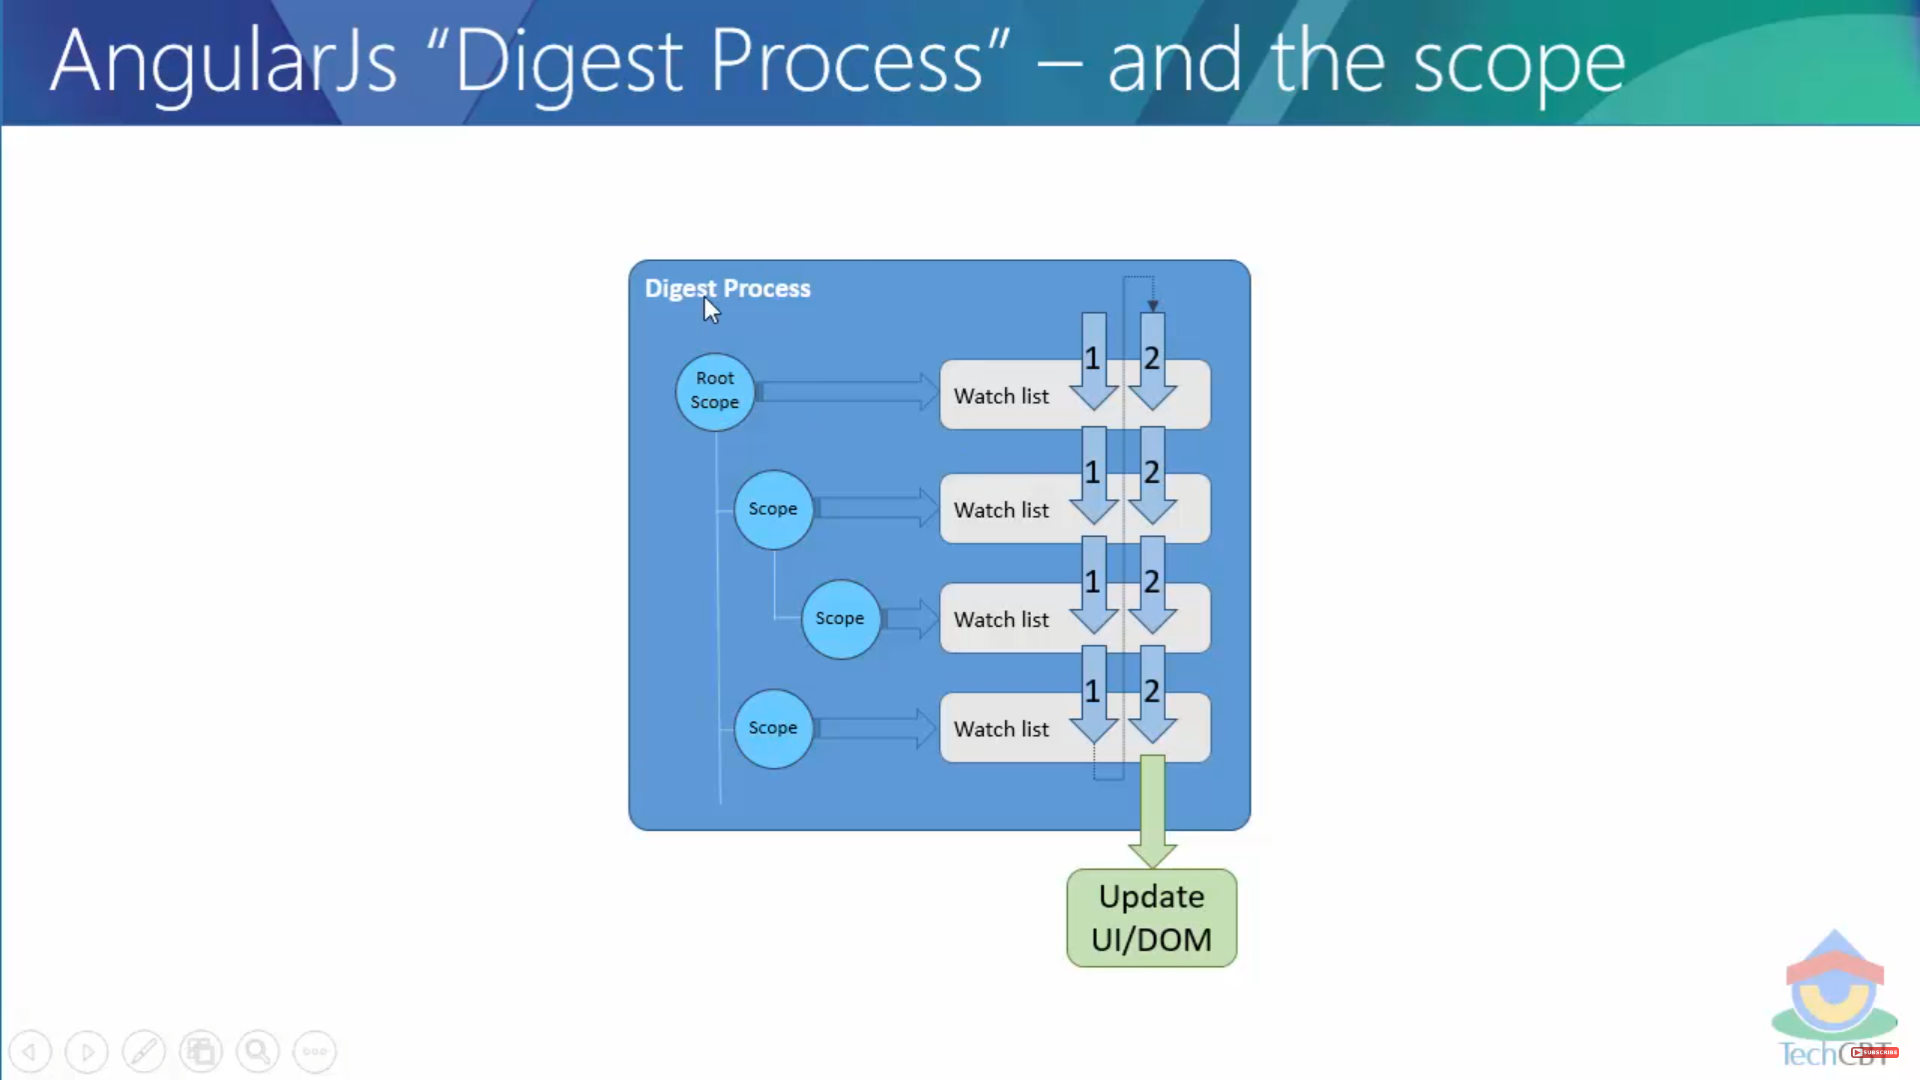 AngularJs “Digest Process” – and the scope
Digest Process
Root
Scope
Watch list
1
2
Scope
Watch list
1
2
Scope
Watch list
1
2
Scope
Watch list
1
2
Update
UI/DOM
TechCBT
SUBSCRIBE